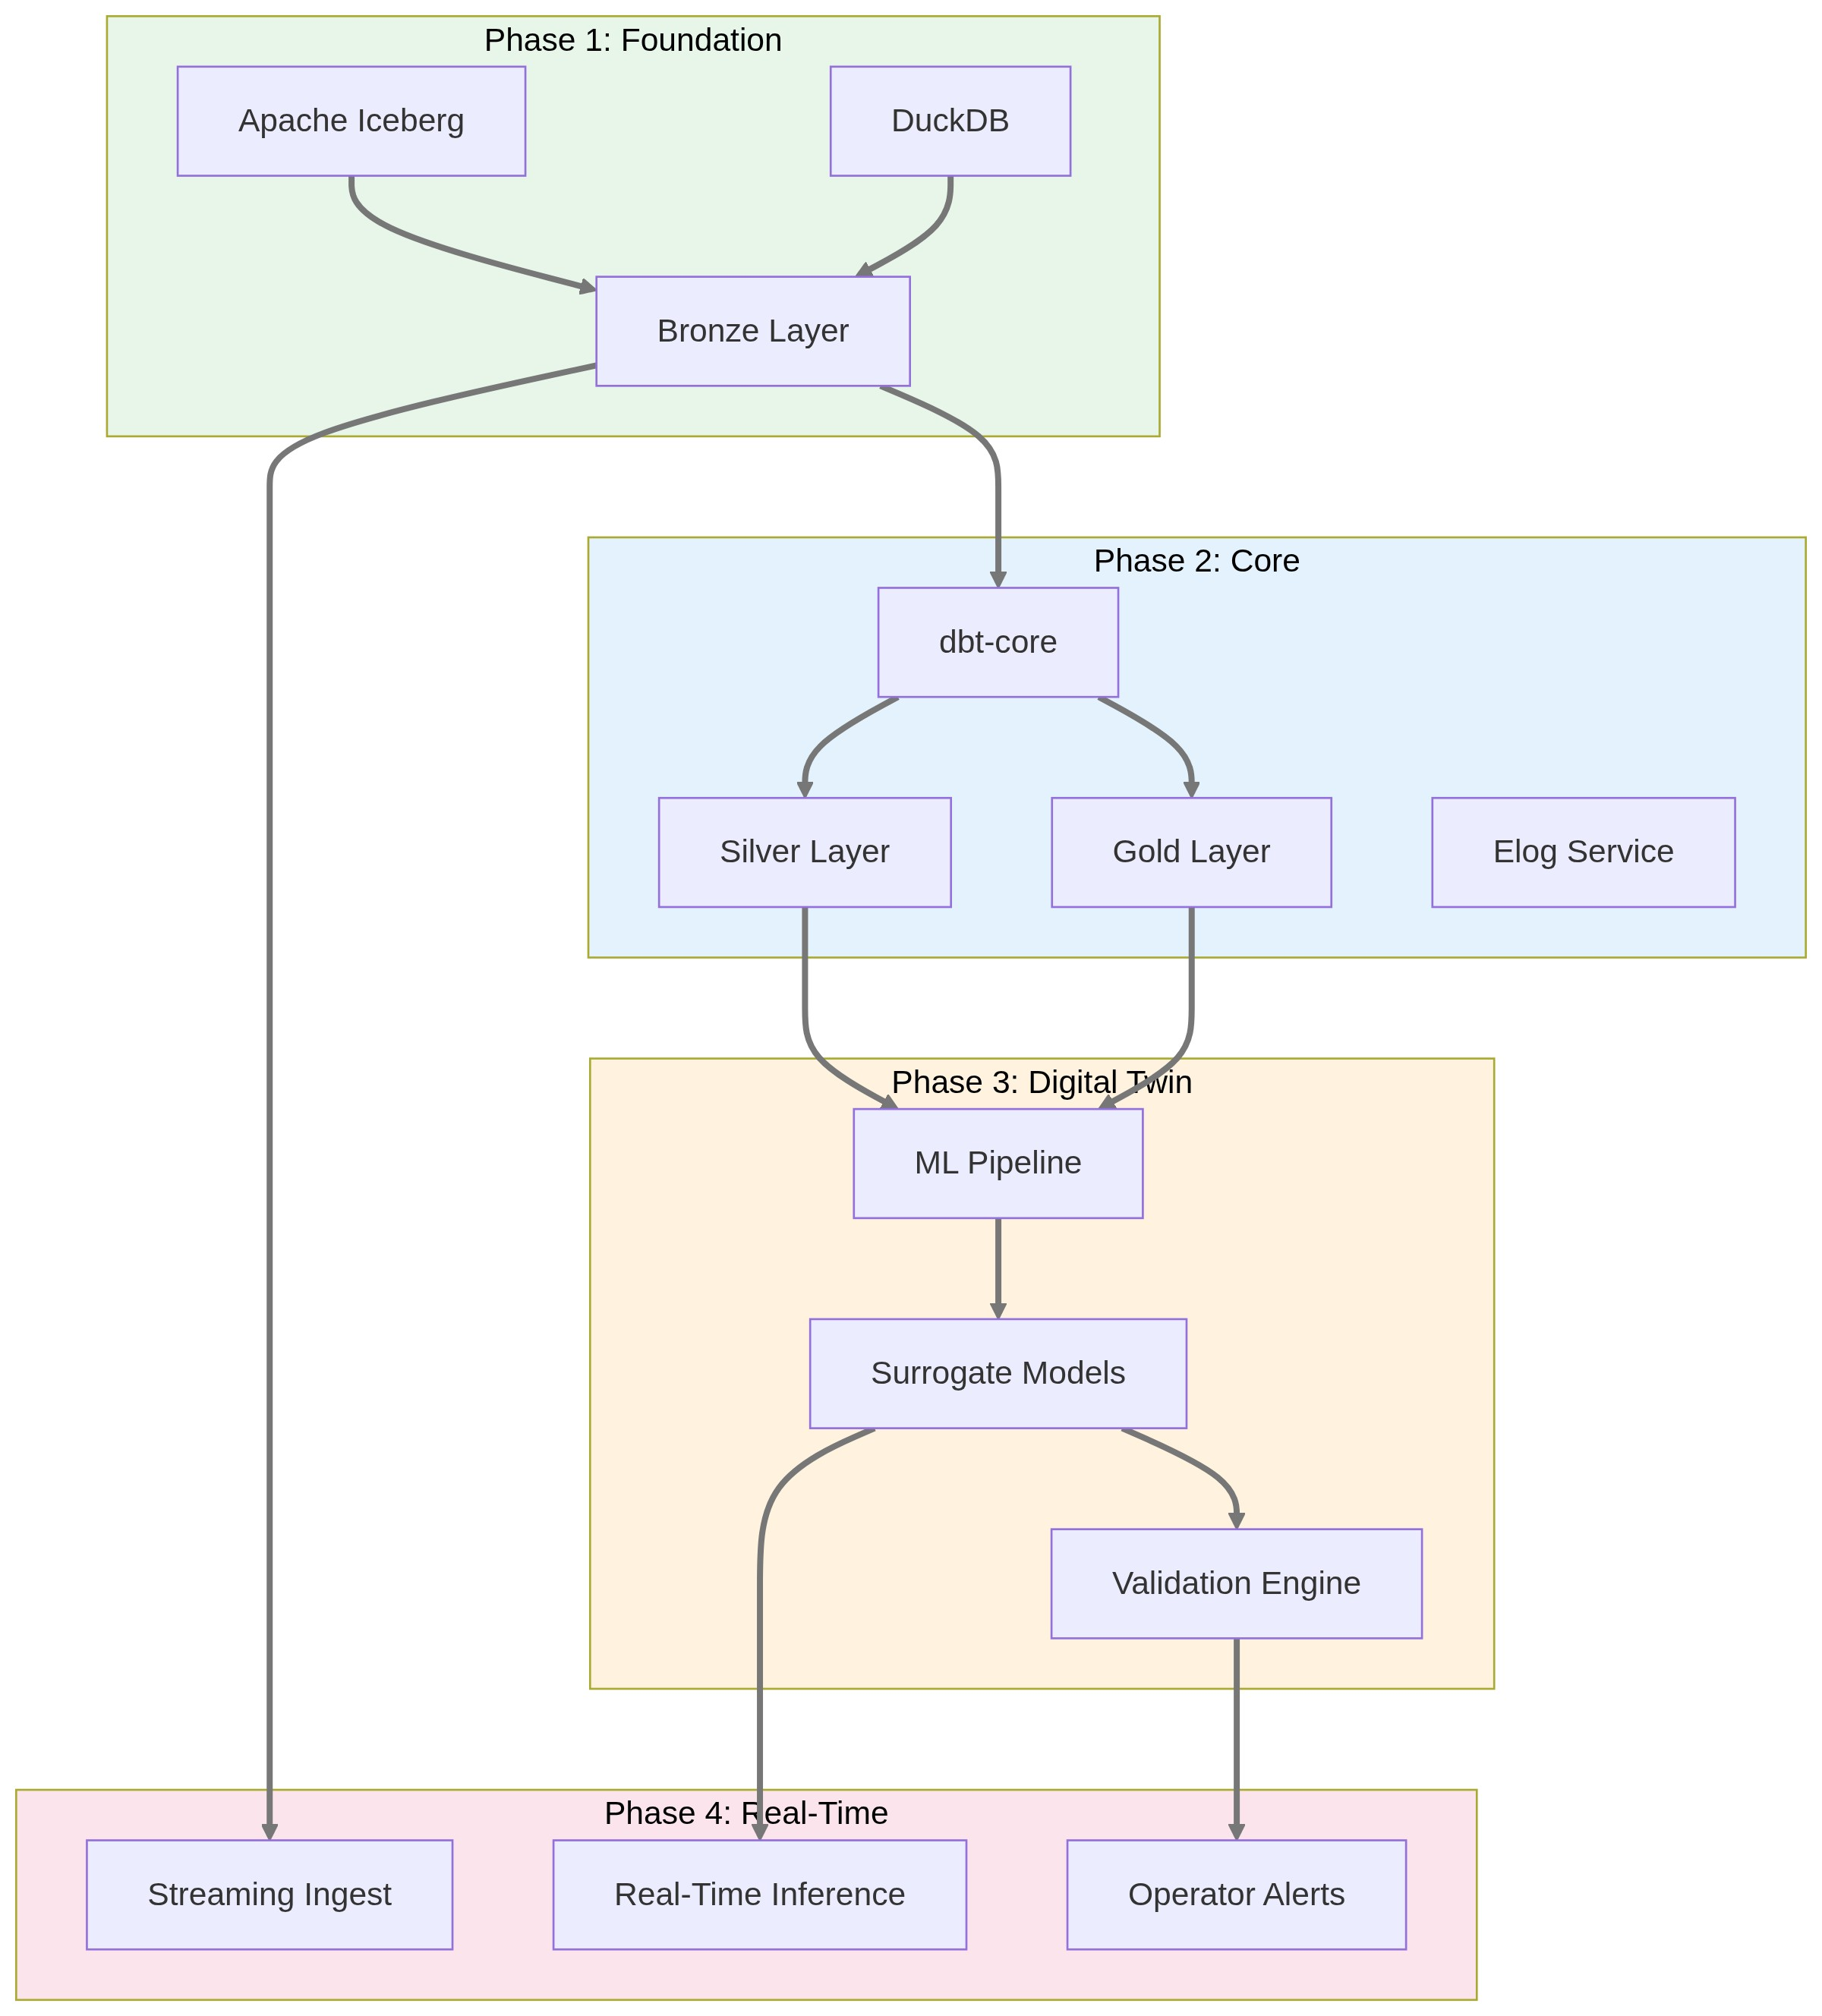 Phase 1: Foundation
Apache Iceberg
DuckDB
Bronze Layer
Phase 2: Core
dbt-core
Silver Layer
Gold Layer
Elog Service
Phase 3: Digital Twin
ML Pipeline
Surrogate Models
Validation Engine
Phase 4: Real-Time
Streaming Ingest
Real-Time Inference
Operator Alerts